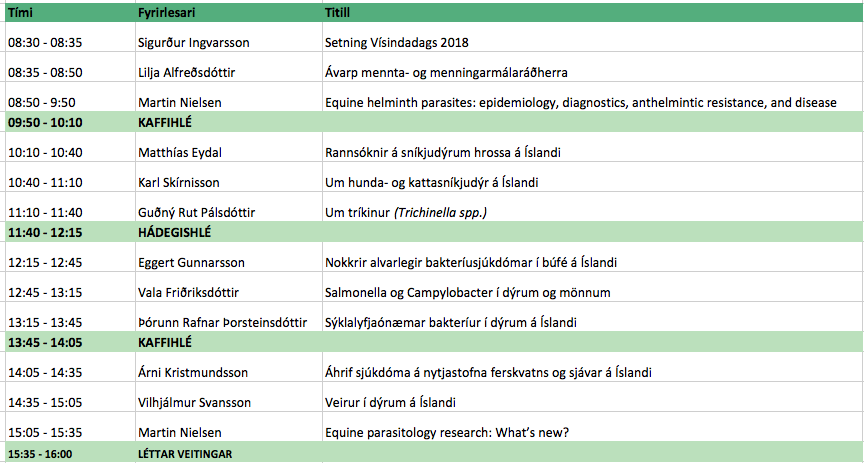 Tími Fyrirlesari Titill
08:30 - 08:35 Sigurður Ingvarsson Setning Vísindadags 2018
08:35 - 08:50 Lilja Alfreðsdóttir Ávarp mennta- og menningarmálaráðherra
08:50 - 9:50 Martin Nielsen Equine helminth parasites: epidemiology, diagnostics, anthelmintic resistance, and disease
09:50 - 10:10 KAFFIHLÉ
10:10 - 10:40 Matthías Eydal Rannsóknir á sníkjudýrum hrossa á Íslandi
10:40 - 11:10 Karl Skírnisson Um hunda- og kattasníkjudýr á Íslandi
11:10 - 11:40 Guðný Rut Pálsdóttir Um tríkinur (Trichinella spp.)
11:40 - 12:15 HÁDEGISHLÉ
12:15 - 12:45 Eggert Gunnarsson Nokkrir alvarlegir bakteríusjúkdómar í búfé á Íslandi
12:45 - 13:15 Vala Friðriksdóttir Salmonella og Campylobacter í dýrum og mönnum
13:15 - 13:45 Þórunn Rafnar Þorsteinsdóttir Sýklalyfjaónæmar bakteríur í dýrum á Íslandi
13:45 - 14:05 KAFFIHLÉ
14:05 - 14:35 Árni Kristmundsson Áhrif sjúkdóma á nytjastofna ferskvatns og sjávar á Íslandi
14:35 - 15:05 Vilhjálmur Svansson Veirur í dýrum á Íslandi
15:05 - 15:35 Martin Nielsen Equine parasitology research: What's new?
15:35 - 16:00 LÉTTAR VEITINGAR